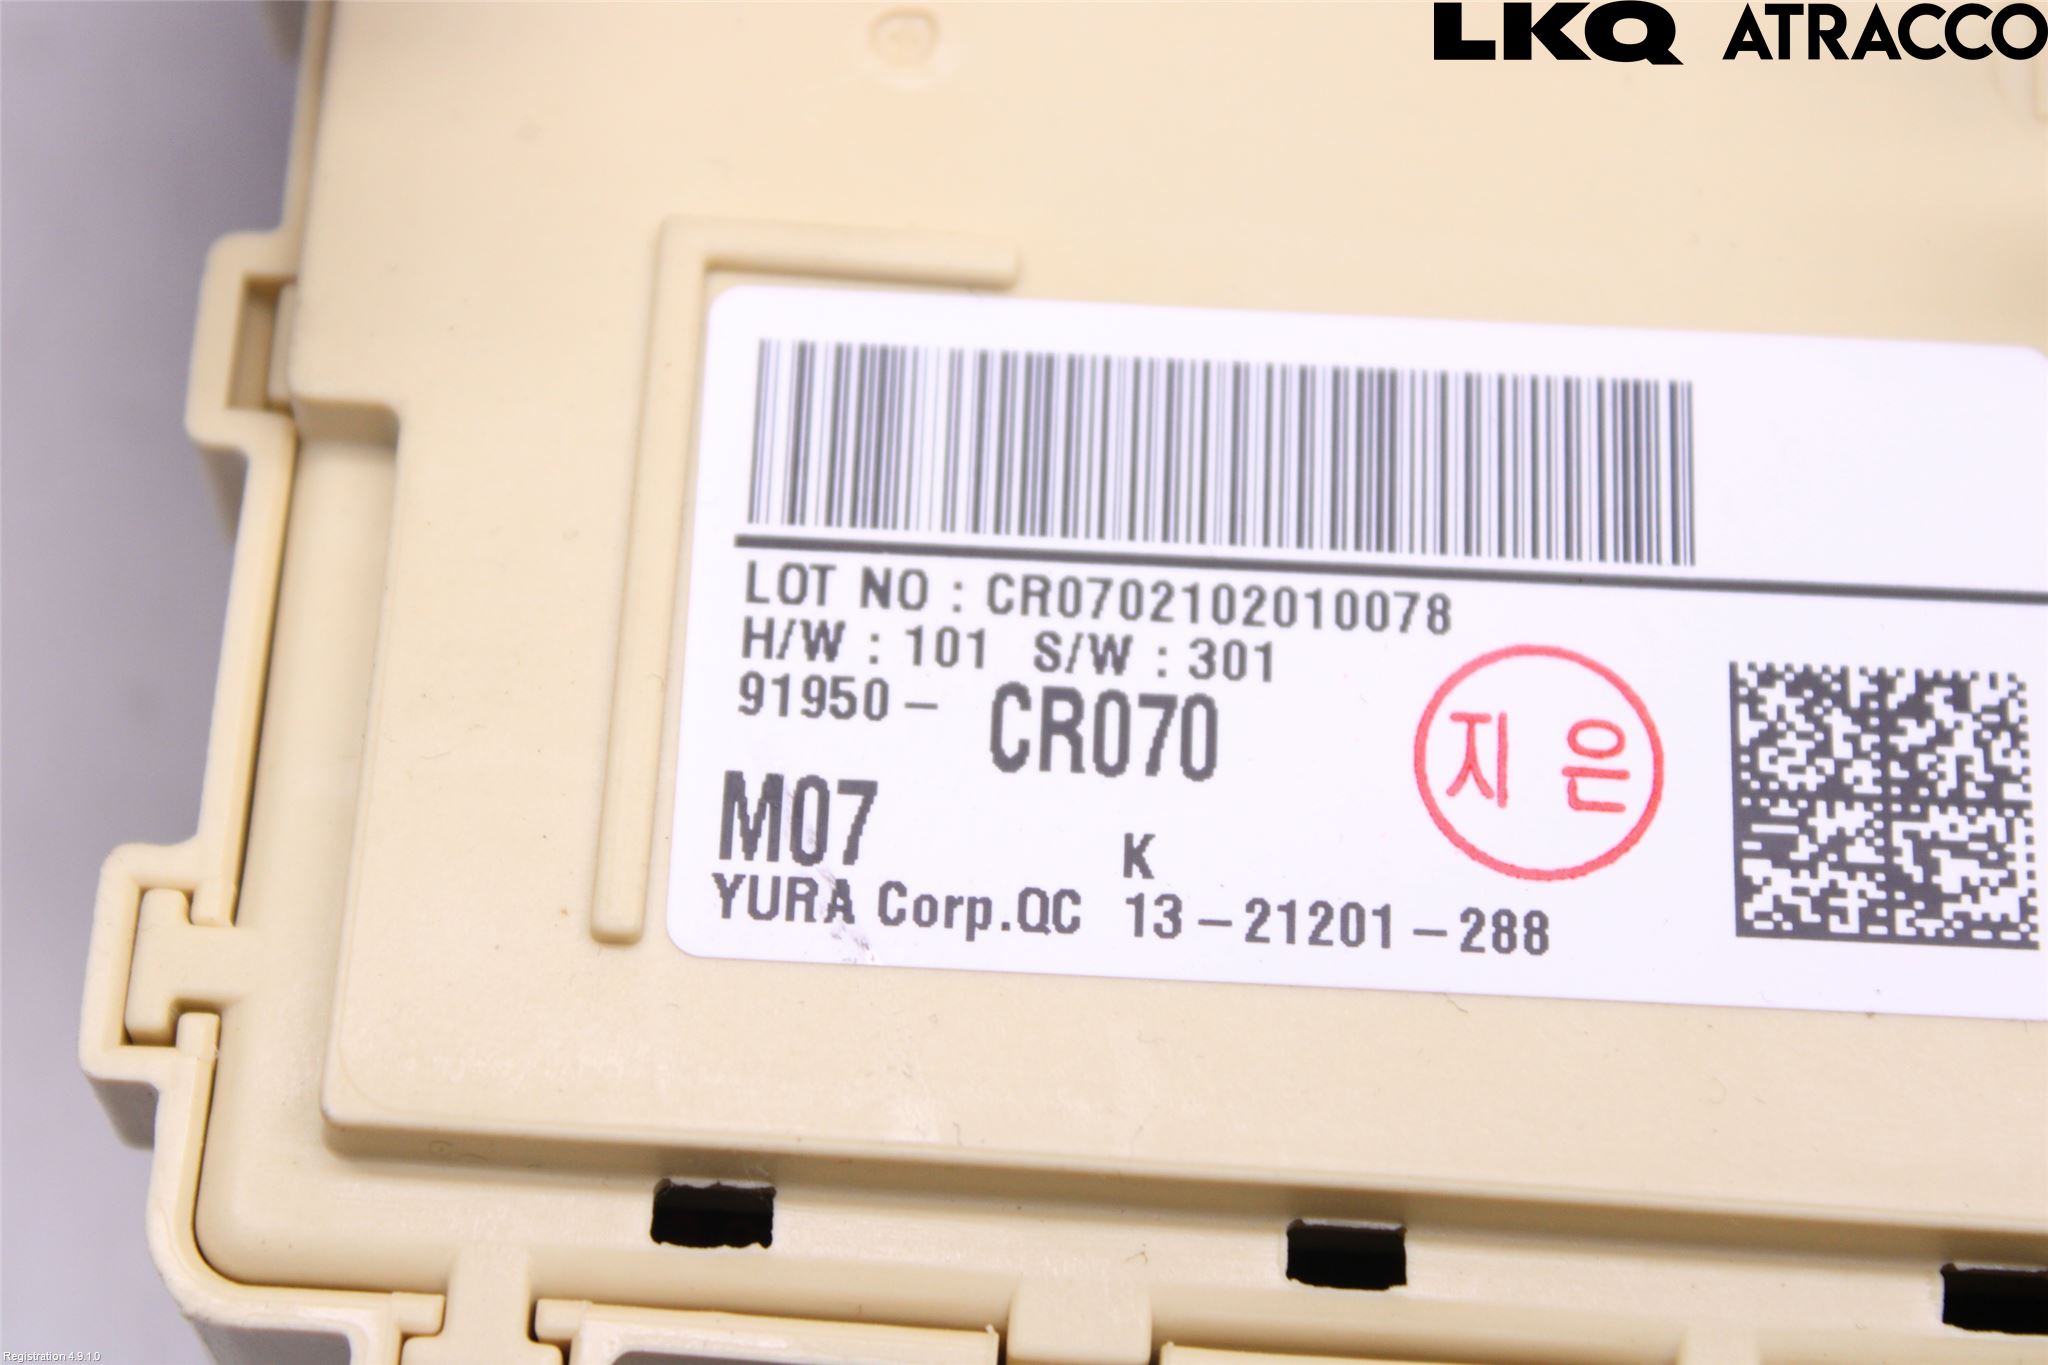 LKQ ATRACCO
LOT NO : CR0702102010078
H/W : 101 S/W : 301
91950 - CR070
지은
M07
K
YURA Corp.QC 13-21201-288
Registration 4.9.1.0